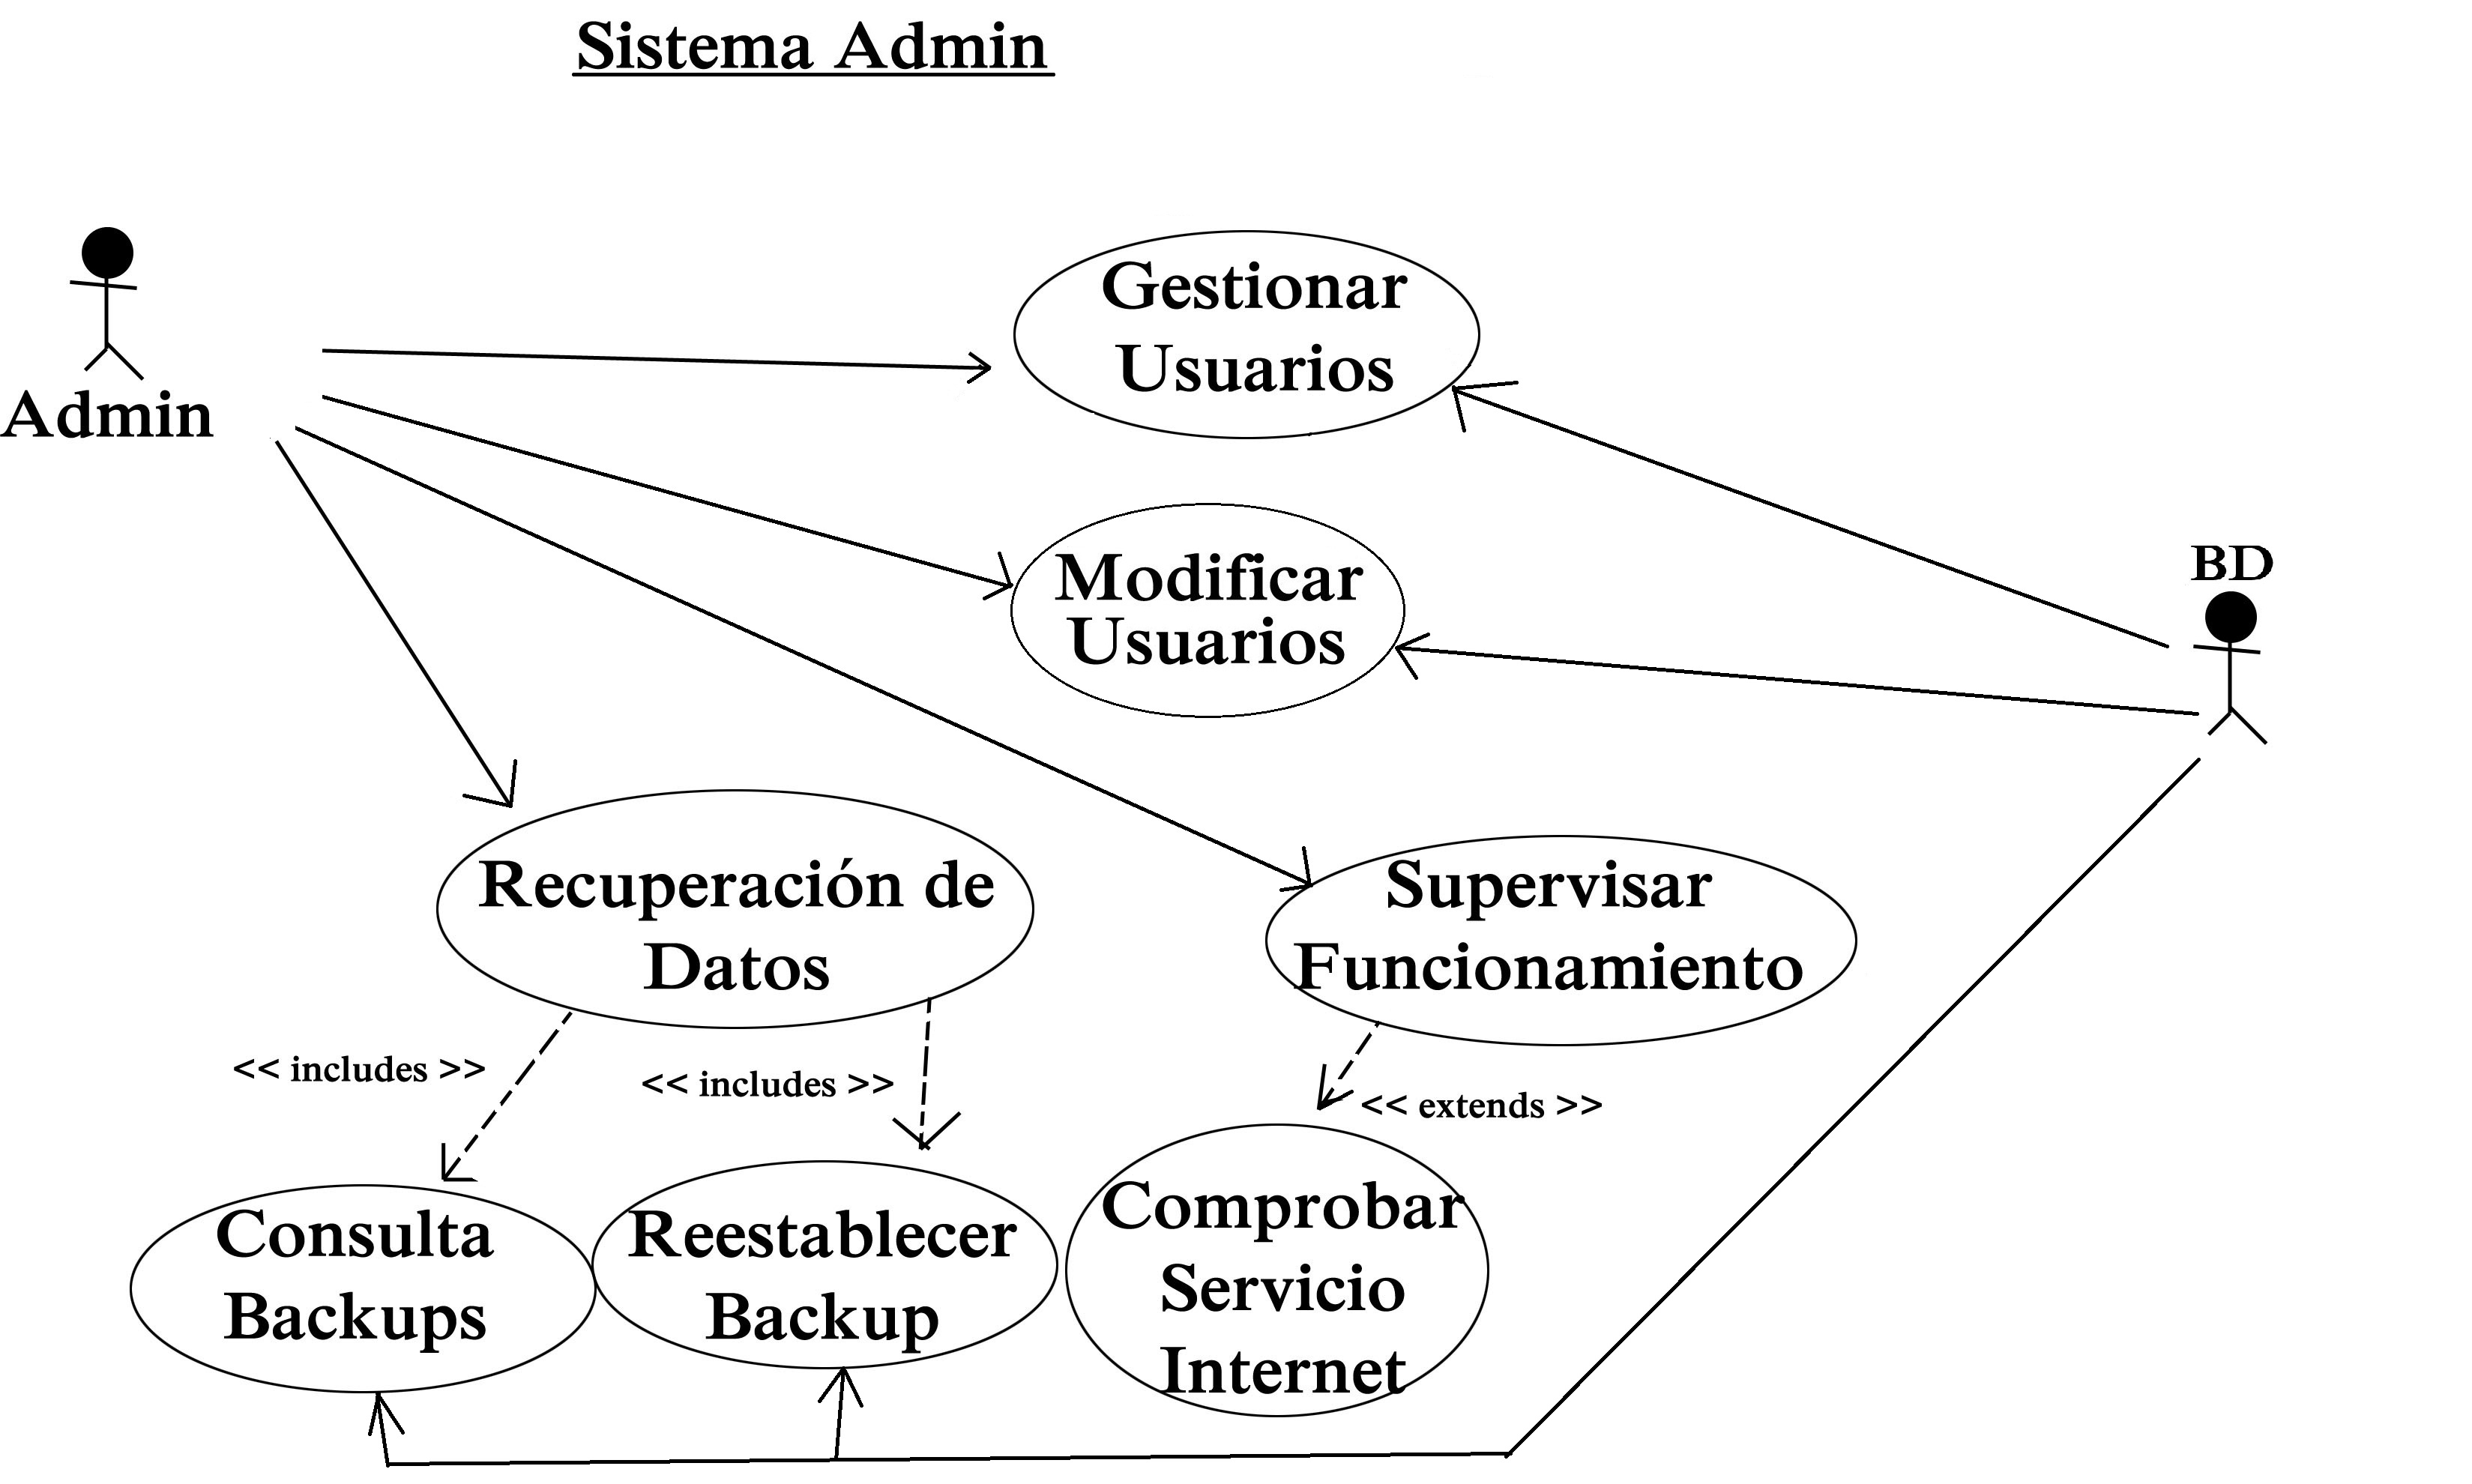 Sistema Admin
Gestionar
Usuarios
Admin
Modificar
Usuarios
BD
Recuperación de
Datos
Supervisar
Funcionamiento
<< includes >>
<< includes >>
<< extends >>
Consulta
Backups
Reestablecer
Backup
Comprobar
Servicio
Internet